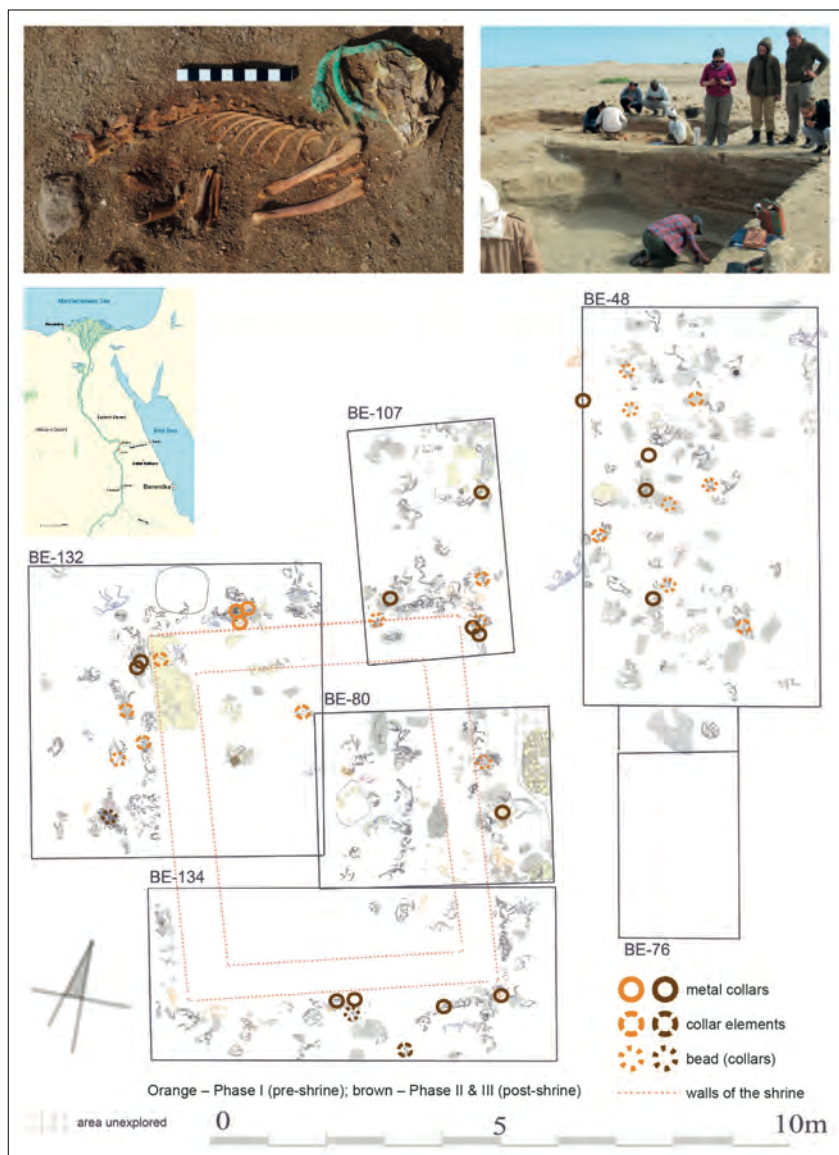 Mediterranean Sea
Red Sea
Berenike
BE-48
BE-107
BE-132
BE-80
BE-134
BE-76
metal collars
collar elements
bead (collars)
Orange – Phase I (pre-shrine); brown – Phase II & III (post-shrine)
walls of the shrine
area unexplored
0
5
10m